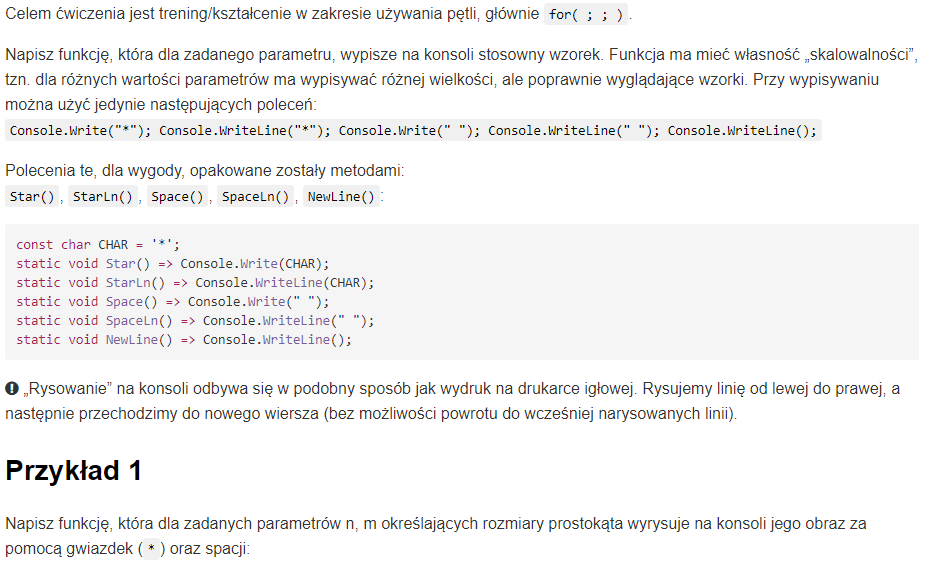 Celem ćwiczenia jest trening/kształcenie w zakresie używania pętli, głównie for( ; ; ) .
Napisz funkcję, która dla zadanego parametru, wypisze na konsoli stosowny wzorek. Funkcja ma mieć własność „skalowalności”,
tzn. dla różnych wartości parametrów ma wypisywać różnej wielkości, ale poprawnie wyglądające wzorki. Przy wypisywaniu
można użyć jedynie następujących poleceń:
Console.Write("*"); Console.WriteLine("*"); Console.Write(" "); Console.WriteLine(" "); Console.WriteLine();
Polecenia te, dla wygody, opakowane zostały metodami:
Star() , StarLn() , Space() , SpaceLn() , NewLine() :
const char CHAR = '*';
static void Star() => Console.Write(CHAR);
static void StarLn() => Console.WriteLine(CHAR);
static void Space() => Console.Write(" ");
static void SpaceLn() => Console.WriteLine(" ");
static void NewLine() => Console.WriteLine();
„Rysowanie” na konsoli odbywa się w podobny sposób jak wydruk na drukarce igłowej. Rysujemy linię od lewej do prawej, a
następnie przechodzimy do nowego wiersza (bez możliwości powrotu do wcześniej narysowanych linii).
Przykład 1
Napisz funkcję, która dla zadanych parametrów n, m określających rozmiary prostokąta wyrysuje na konsoli jego obraz za
pomocą gwiazdek ( * ) oraz spacji: